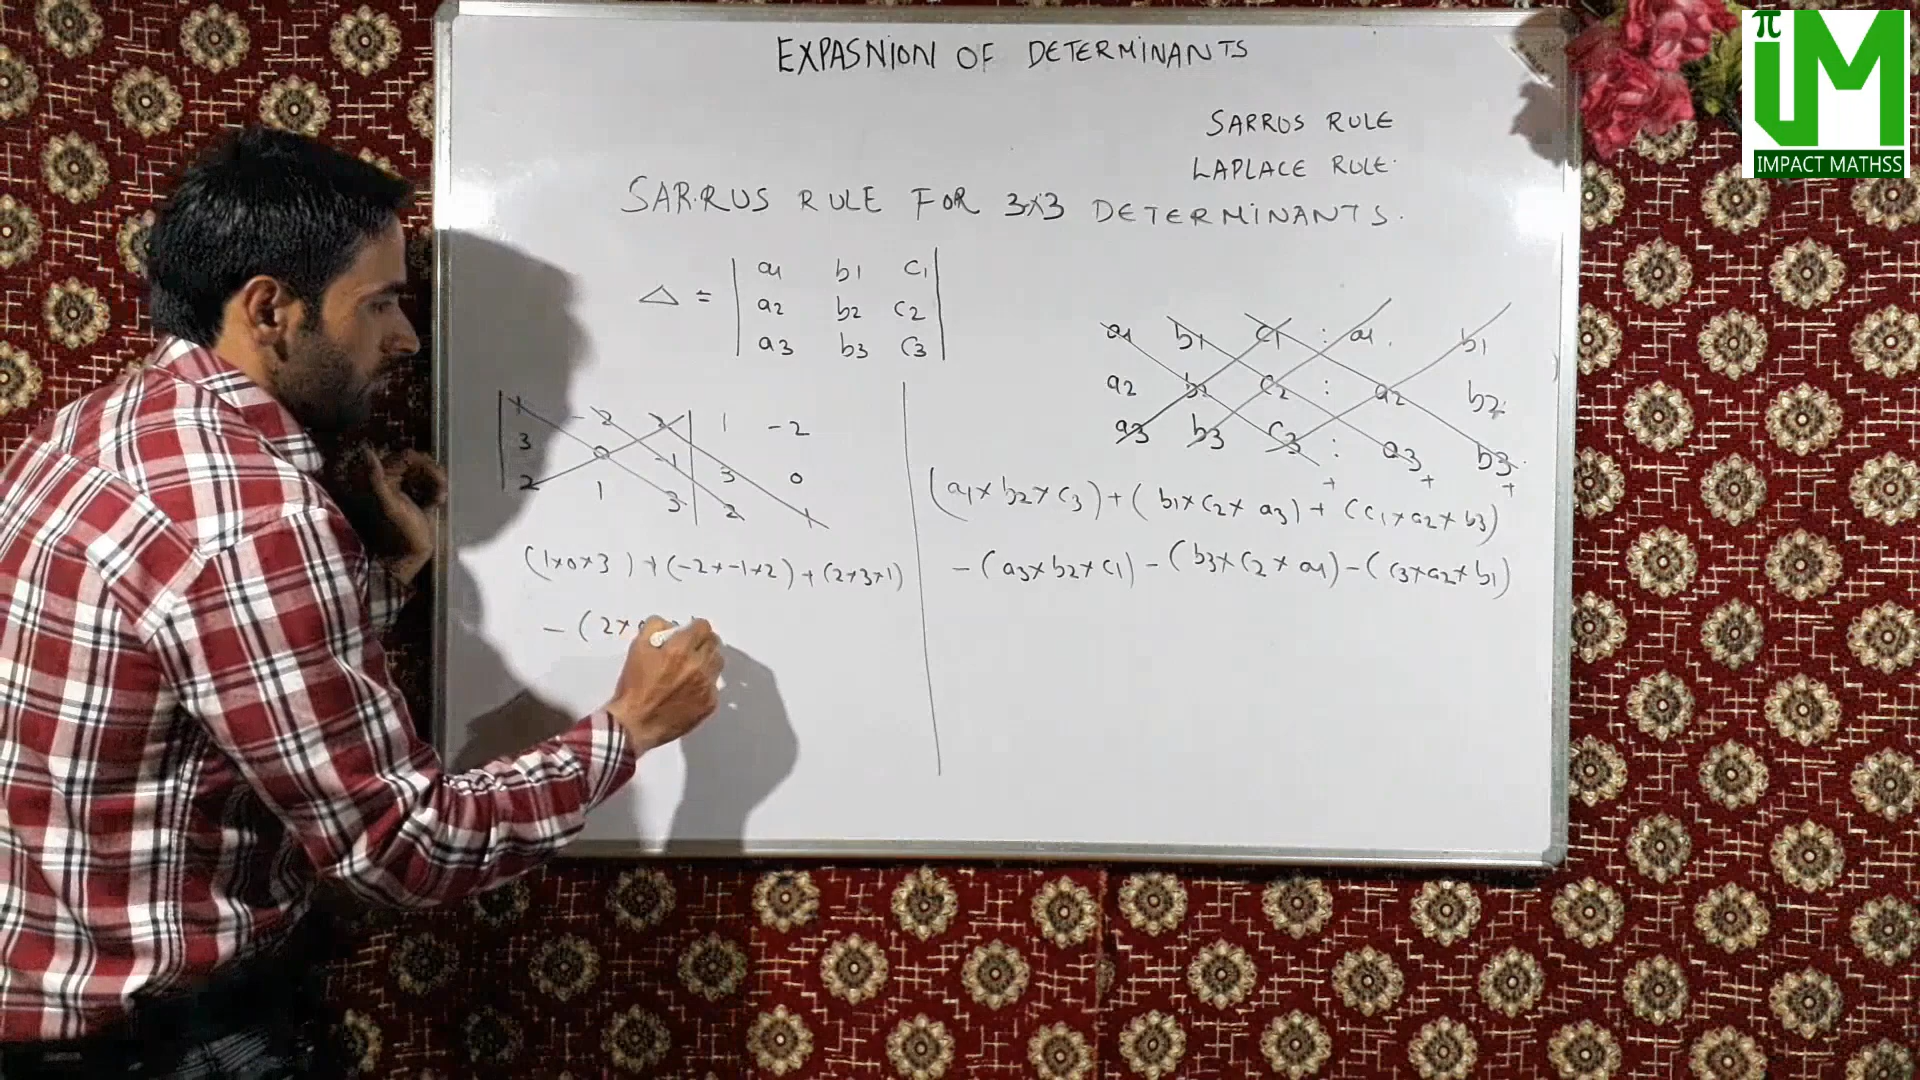 EXPASNION OF DETERMINANTS
SARRUS RULE
LAPLACE RULE.
SARRUS RULE FOR 3×3 DETERMINANTS.
Δ = | a1 b1 c1 |
| a2 b2 c2 |
| a3 b3 c3 |
a1 b1 c1 : a1 . b1
a2 b2 c2 : a2 b2
a3 b3 c3 : a3 b3
+ + +
(a1×b2×c3)+(b1×c2×a3)+(c1×a2×b3)
-(a3×b2×c1)-(b3×c2×a1)-(c3×a2×b1)
| 1 -2 2 | 1 -2
3 0 -1 | 3 0
2 1 3 | 2 1
(1×0×3)+(-2×-1×2)+(2×3×1)
-(2×
π
iM
IMPACT MATHSS